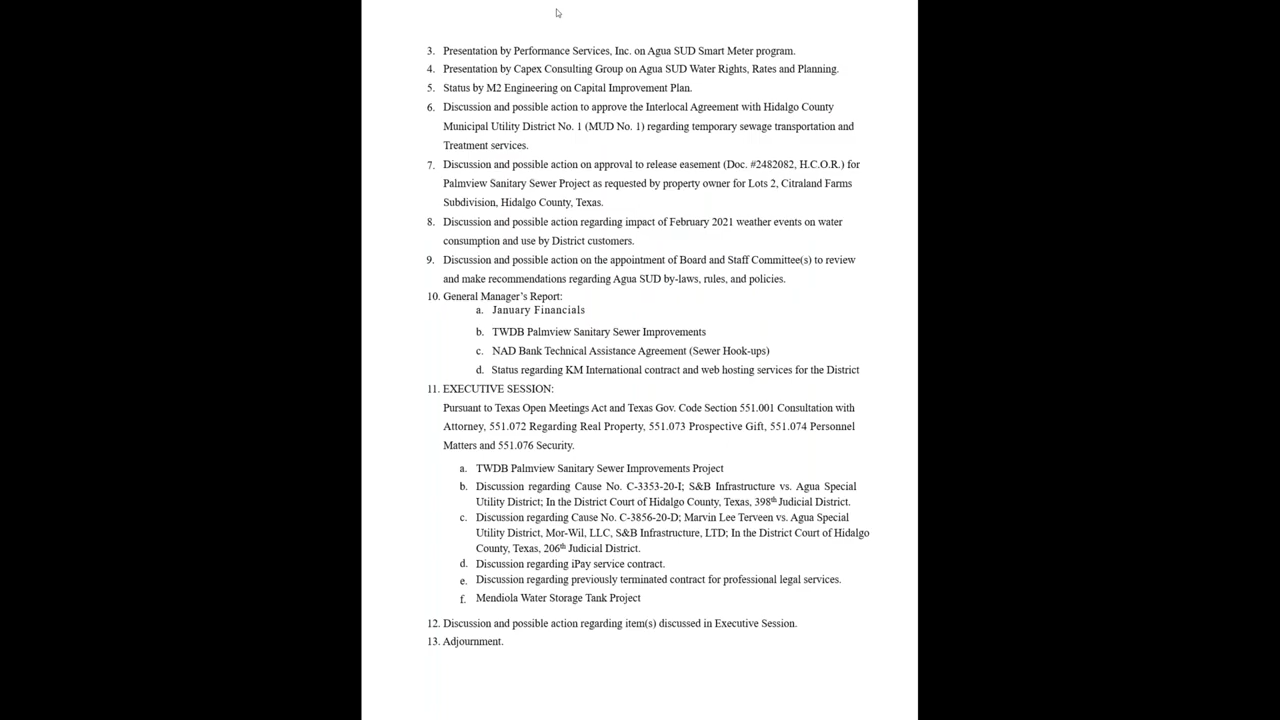 3. Presentation by Performance Services, Inc. on Agua SUD Smart Meter program.
4. Presentation by Capex Consulting Group on Agua SUD Water Rights, Rates and Planning.
5. Status by M2 Engineering on Capital Improvement Plan.
6. Discussion and possible action to approve the Interlocal Agreement with Hidalgo County
Municipal Utility District No. 1 (MUD No. 1) regarding temporary sewage transportation and
Treatment services.
7. Discussion and possible action on approval to release easement (Doc. #2482082, H.C.O.R.) for
Palmview Sanitary Sewer Project as requested by property owner for Lots 2, Citraland Farms
Subdivision, Hidalgo County, Texas.
8. Discussion and possible action regarding impact of February 2021 weather events on water
consumption and use by District customers.
9. Discussion and possible action on the appointment of Board and Staff Committee(s) to review
and make recommendations regarding Agua SUD by-laws, rules, and policies.
10. General Manager’s Report:
a. January Financials
b. TWDB Palmview Sanitary Sewer Improvements
c. NAD Bank Technical Assistance Agreement (Sewer Hook-ups)
d. Status regarding KM International contract and web hosting services for the District
11. EXECUTIVE SESSION:
Pursuant to Texas Open Meetings Act and Texas Gov. Code Section 551.001 Consultation with
Attorney, 551.072 Regarding Real Property, 551.073 Prospective Gift, 551.074 Personnel
Matters and 551.076 Security.
a. TWDB Palmview Sanitary Sewer Improvements Project
b. Discussion regarding Cause No. C-3353-20-I; S&B Infrastructure vs. Agua Special
Utility District; In the District Court of Hidalgo County, Texas, 398th Judicial District.
c. Discussion regarding Cause No. C-3856-20-D; Marvin Lee Terveen vs. Agua Special
Utility District, Mor-Wil, LLC, S&B Infrastructure, LTD; In the District Court of Hidalgo
County, Texas, 206th Judicial District.
d. Discussion regarding iPay service contract.
e. Discussion regarding previously terminated contract for professional legal services.
f. Mendiola Water Storage Tank Project
12. Discussion and possible action regarding item(s) discussed in Executive Session.
13. Adjournment.